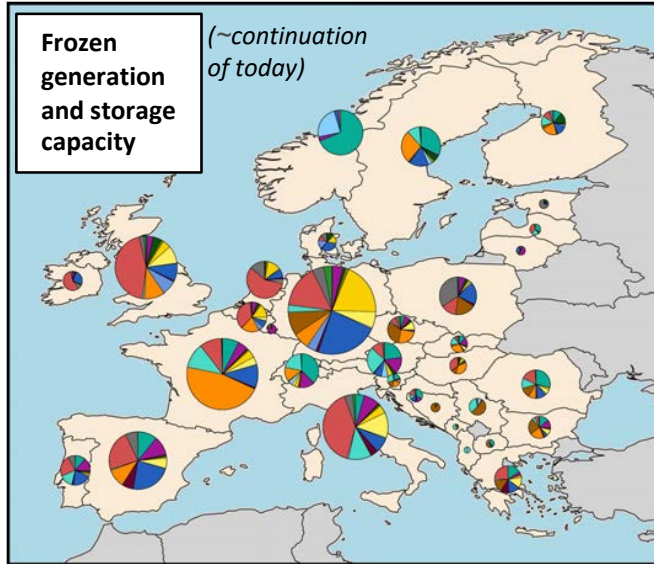 Frozen
generation
and storage
capacity
(~continuation
of today)